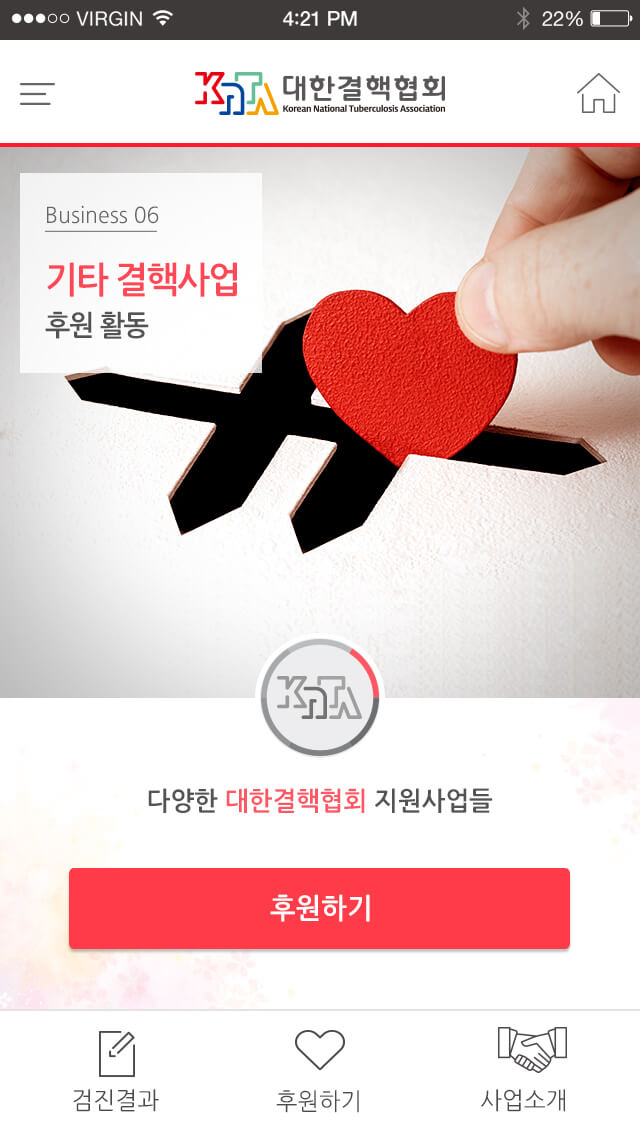 VIRGIN 4:21 PM 22%
KNTA 대한결핵협회
Korean National Tuberculosis Association
Business 06
기타 결핵사업
후원 활동
KNTA
다양한 대한결핵협회 지원사업들
후원하기
검진결과 후원하기 사업소개